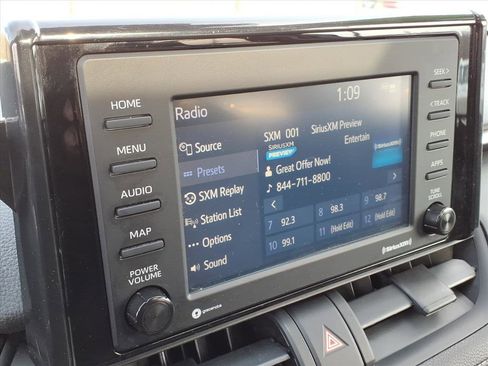 HOME
MENU
AUDIO
MAP
POWER
VOLUME
1:09
Radio
Source
Presets
SXM Replay
Station List
Options
Sound
SXM 001 SiriusXM Preview
SIRIUSXM
PREVIEW
Entertain
Great Offer Now!
844-711-8800
7 92.3
8 98.3
9 98.7
10 99.1
11 (Hold Edit)
12 (Hold Edit)
SEEK >
< TRACK
PHONE
APPS
TUNE
SCROLL
SiriusXM